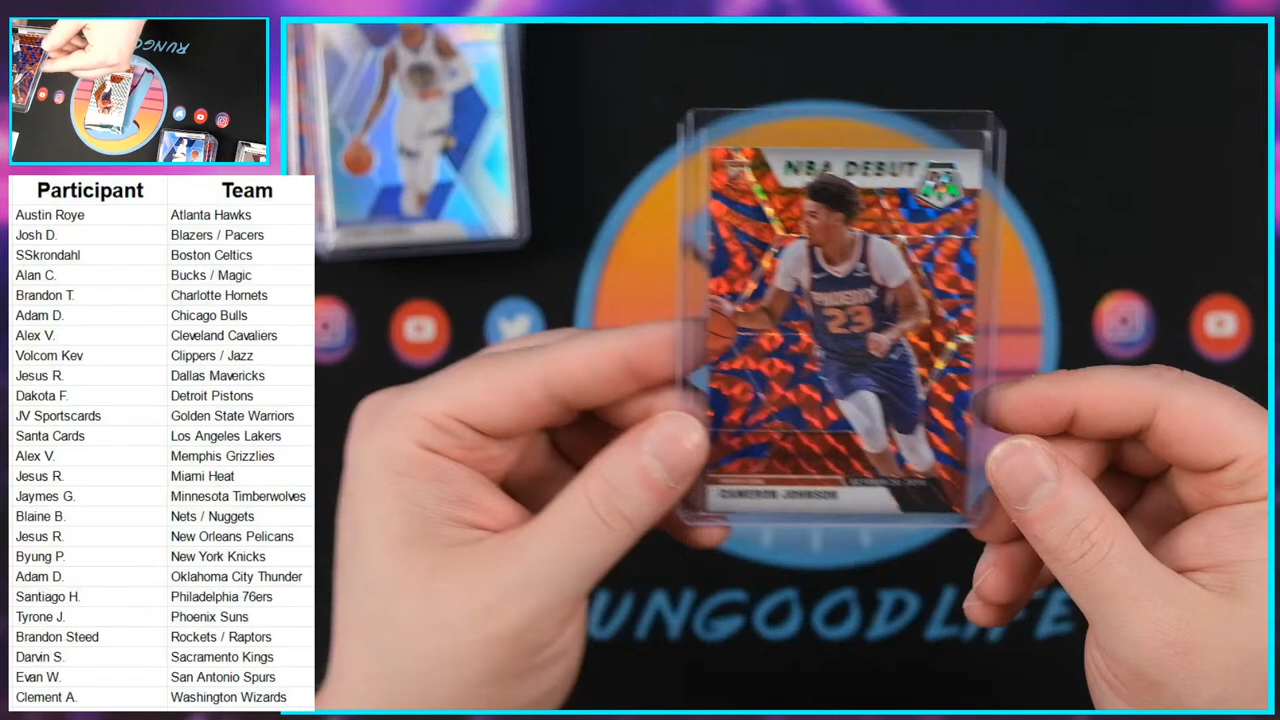 RUNGOODLIFE
Participant Team
Austin Roye Atlanta Hawks
Josh D. Blazers / Pacers
SSkrondahl Boston Celtics
Alan C. Bucks / Magic
Brandon T. Charlotte Hornets
Adam D. Chicago Bulls
Alex V. Cleveland Cavaliers
Volcom Kev Clippers / Jazz
Jesus R. Dallas Mavericks
Dakota F. Detroit Pistons
JV Sportscards Golden State Warriors
Santa Cards Los Angeles Lakers
Alex V. Memphis Grizzlies
Jesus R. Miami Heat
Jaymes G. Minnesota Timberwolves
Blaine B. Nets / Nuggets
Jesus R. New Orleans Pelicans
Byung P. New York Knicks
Adam D. Oklahoma City Thunder
Santiago H. Philadelphia 76ers
Tyrone J. Phoenix Suns
Brandon Steed Rockets / Raptors
Darvin S. Sacramento Kings
Evan W. San Antonio Spurs
Clement A. Washington Wizards
NBA DEBUT
PHOENIX
23
CAMERON JOHNSON
RUNGOODLIFE